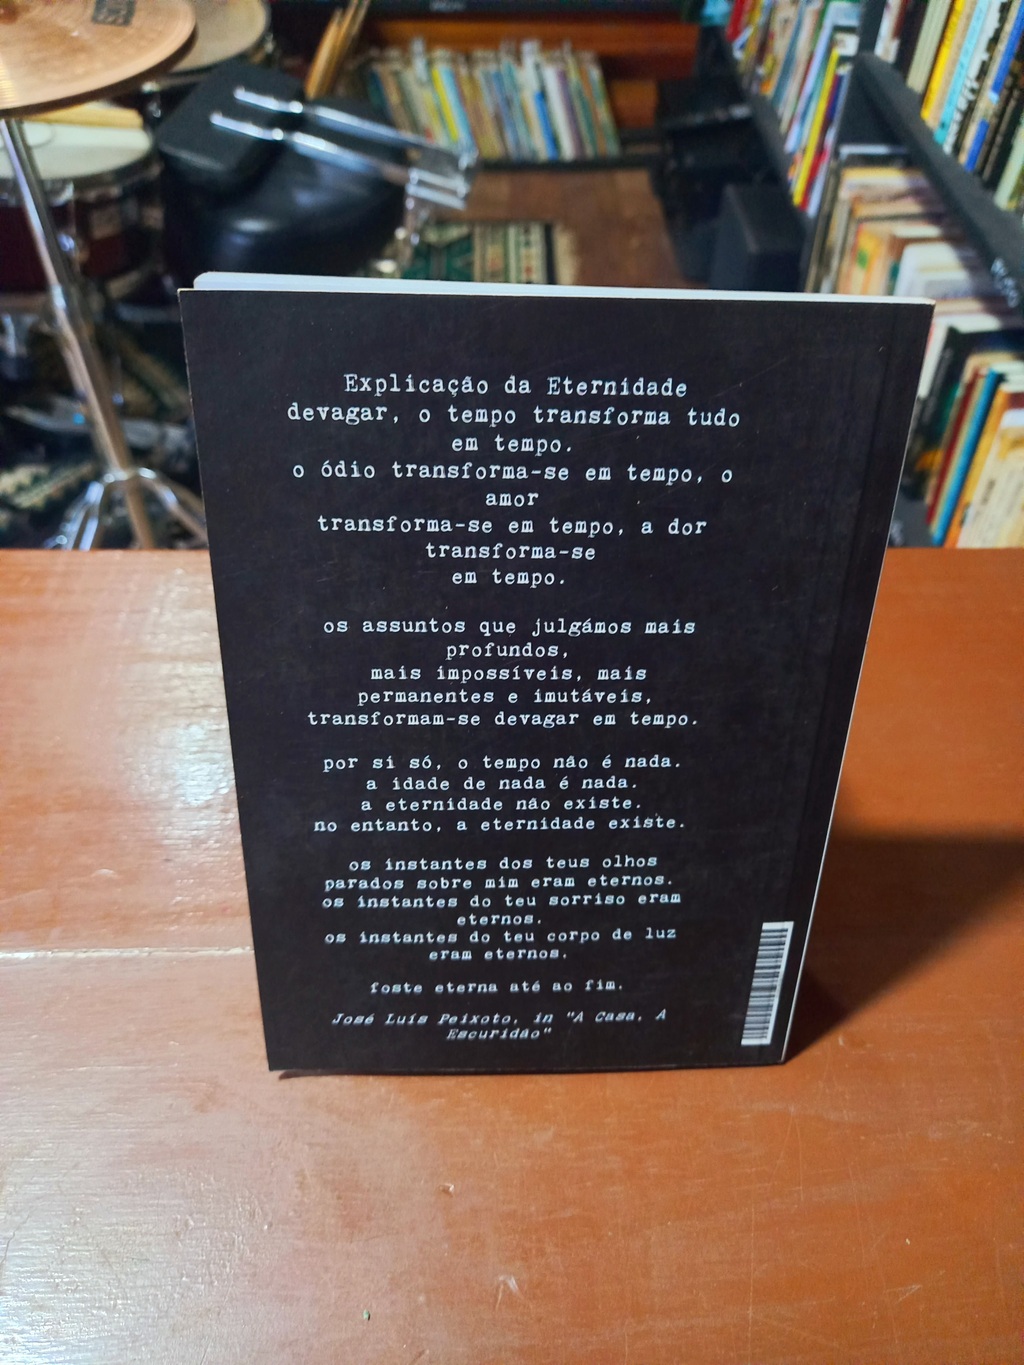 Explicação da Eternidade
devagar, o tempo transforma tudo
em tempo.
o ódio transforma-se em tempo, o
amor
transforma-se em tempo, a dor
transforma-se
em tempo.
os assuntos que julgámos mais
profundos,
mais impossíveis, mais
permanentes e imutáveis,
transformam-se devagar em tempo.
por si só, o tempo não é nada.
a idade de nada é nada.
a eternidade não existe.
no entanto, a eternidade existe.
os instantes dos teus olhos
parados sobre mim eram eternos.
os instantes do teu sorriso eram
eternos.
os instantes do teu corpo de luz
eram eternos.
foste eterna até ao fim.
José Luís Peixoto, in "A Casa, A
Escuridão"